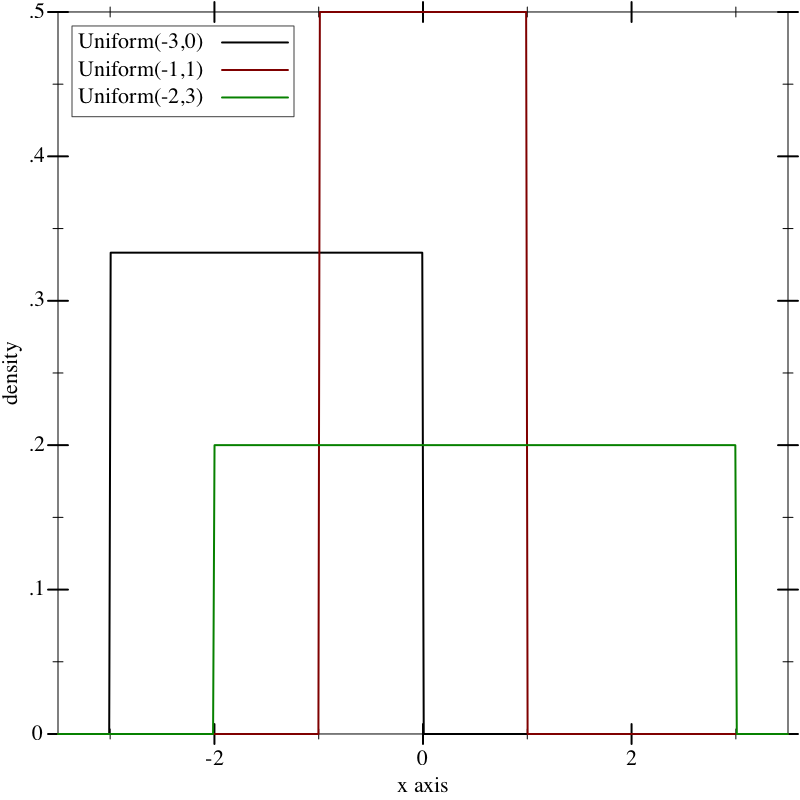 .5
Uniform(-3,0)
Uniform(-1,1)
Uniform(-2,3)
.4
.3
density
.2
.1
0
-2 0 2
x axis